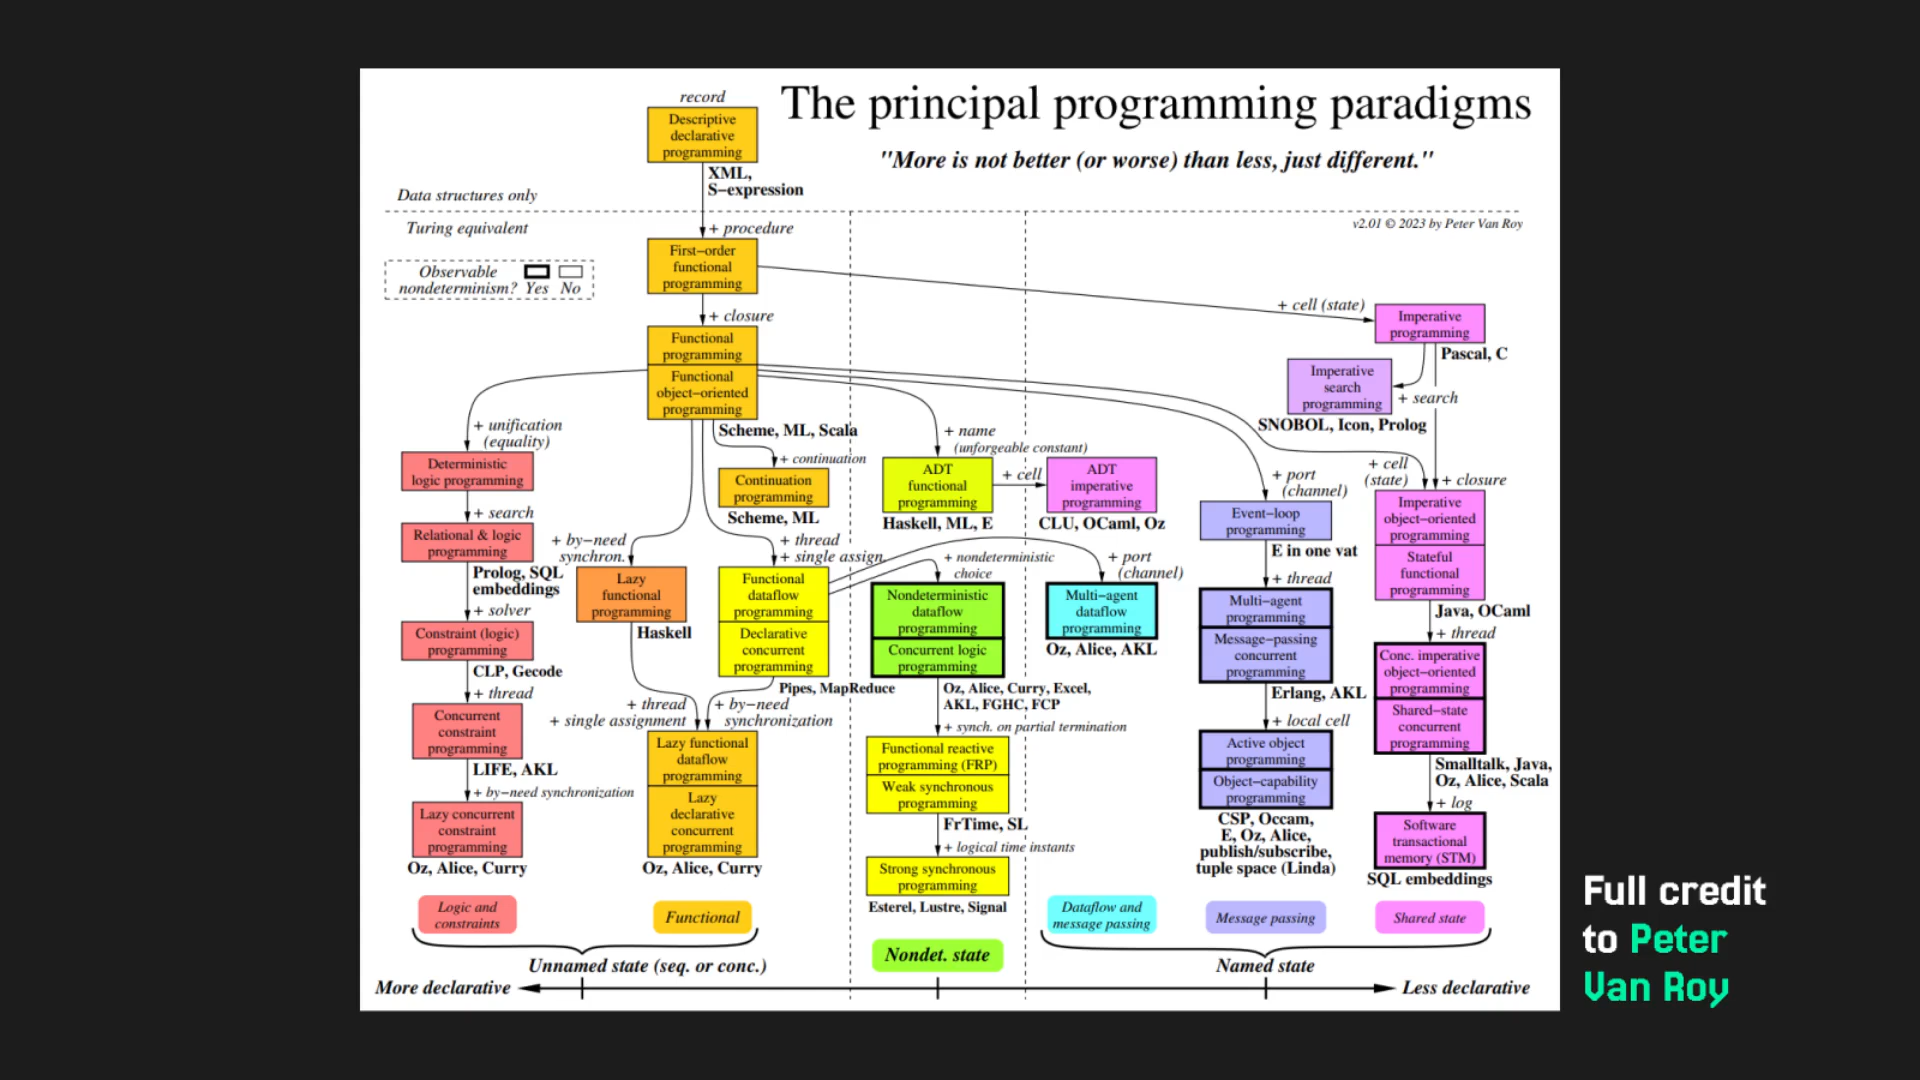 The principal programming paradigms
"More is not better (or worse) than less, just different."
v2.01 © 2023 by Peter Van Roy
record
Descriptive
declarative
programming
XML,
S−expression
Data structures only
Turing equivalent
+ procedure
Observable
nondeterminism? Yes No
First−order
functional
programming
+ cell (state)
Imperative
programming
Pascal, C
+ closure
Functional
programming
Functional
object−oriented
programming
Scheme, ML, Scala
Imperative
search
programming
+ search
SNOBOL, Icon, Prolog
+ unification
(equality)
Deterministic
logic programming
+ search
Relational & logic
programming
Prolog, SQL
embeddings
+ solver
Constraint (logic)
programming
CLP, Gecode
+ thread
Concurrent
constraint
programming
LIFE, AKL
+ by−need synchronization
Lazy concurrent
constraint
programming
Oz, Alice, Curry
+ continuation
Continuation
programming
Scheme, ML
+ by−need
synchron.
Lazy
functional
programming
Haskell
+ thread
+ single assign.
Functional
dataflow
programming
Declarative
concurrent
programming
Pipes, MapReduce
+ thread
+ single assignment
+ by−need
synchronization
Lazy functional
dataflow
programming
Lazy
declarative
concurrent
programming
Oz, Alice, Curry
+ name
(unforgeable constant)
ADT
functional
programming
Haskell, ML, E
+ cell
ADT
imperative
programming
CLU, OCaml, Oz
+ nondeterministic
choice
Nondeterministic
dataflow
programming
Concurrent logic
programming
Oz, Alice, Curry, Excel,
AKL, FGHC, FCP
+ synch. on partial termination
Functional reactive
programming (FRP)
Weak synchronous
programming
FrTime, SL
+ logical time instants
Strong synchronous
programming
Esterel, Lustre, Signal
+ port
(channel)
Multi−agent
dataflow
programming
Oz, Alice, AKL
+ port
(channel)
Event−loop
programming
E in one vat
+ thread
Multi−agent
programming
Message−passing
concurrent
programming
Erlang, AKL
+ local cell
Active object
programming
Object−capability
programming
CSP, Occam,
E, Oz, Alice,
publish/subscribe,
tuple space (Linda)
+ cell
(state)
+ closure
Imperative
object−oriented
programming
Stateful
functional
programming
Java, OCaml
+ thread
Conc. imperative
object−oriented
programming
Shared−state
concurrent
programming
Smalltalk, Java,
Oz, Alice, Scala
+ log
Software
transactional
memory (STM)
SQL embeddings
Logic and
constraints
Functional
Dataflow and
message passing
Message passing
Shared state
Unnamed state (seq. or conc.)
Nondet. state
Named state
More declarative
Less declarative
Full credit
to Peter
Van Roy